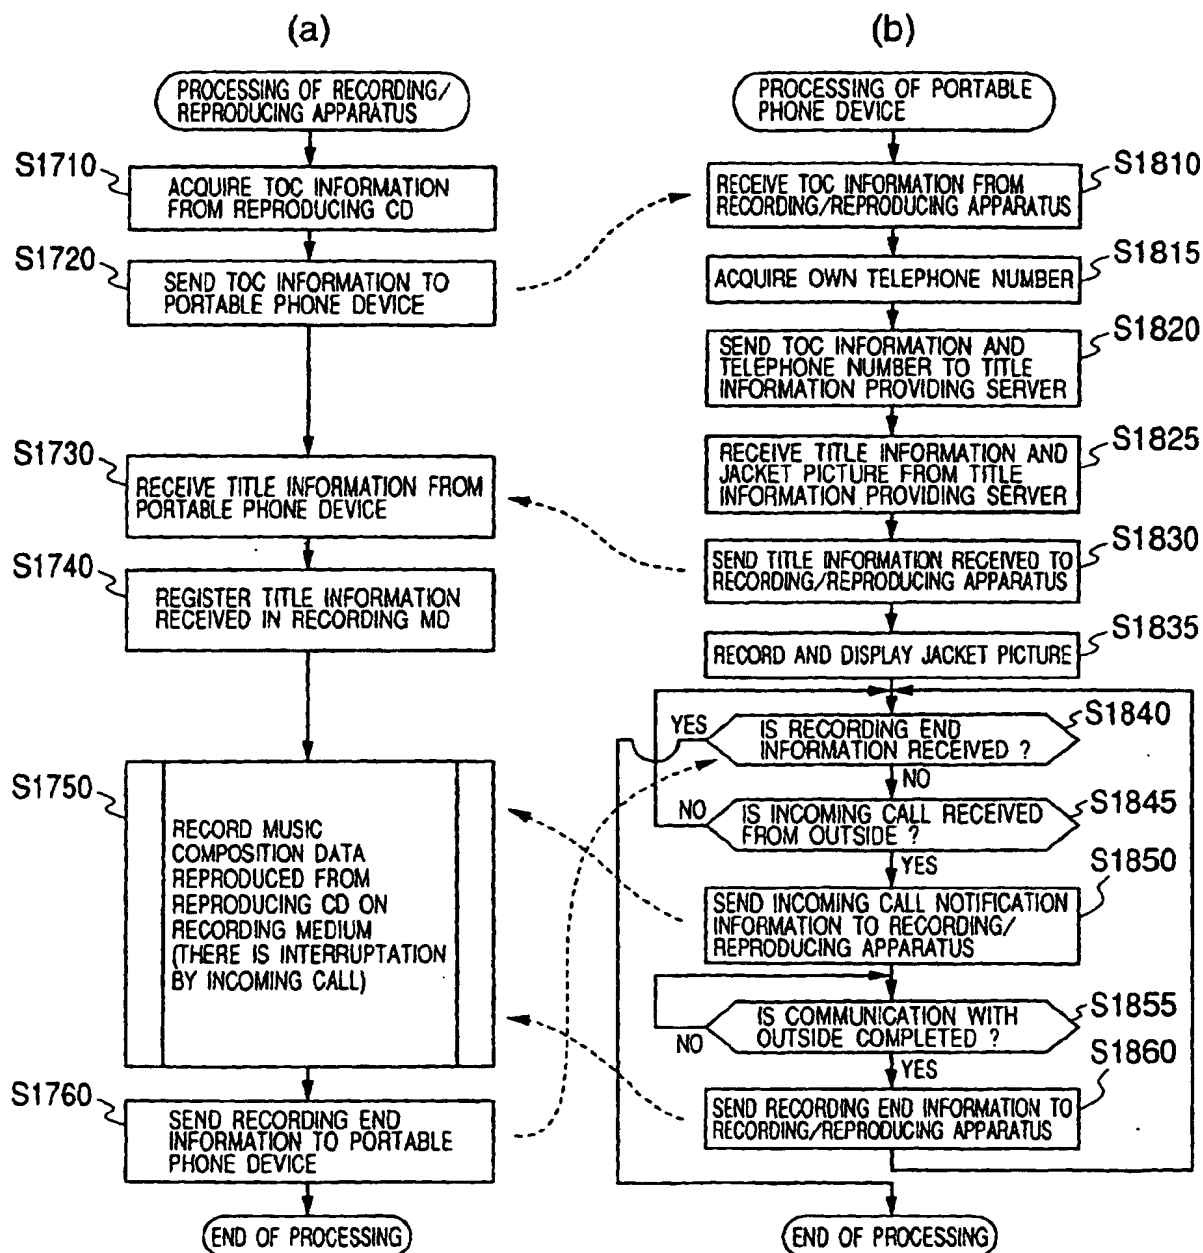 (a)
PROCESSING OF RECORDING/
REPRODUCING APPARATUS
S1710
ACQUIRE TOC INFORMATION
FROM REPRODUCING CD
S1720
SEND TOC INFORMATION TO
PORTABLE PHONE DEVICE
S1730
RECEIVE TITLE INFORMATION FROM
PORTABLE PHONE DEVICE
S1740
REGISTER TITLE INFORMATION
RECEIVED IN RECORDING MD
S1750
RECORD MUSIC
COMPOSITION DATA
REPRODUCED FROM
REPRODUCING CD ON
RECORDING MEDIUM
(THERE IS INTERRUPTATION
BY INCOMING CALL)
S1760
SEND RECORDING END
INFORMATION TO PORTABLE
PHONE DEVICE
END OF PROCESSING
(b)
PROCESSING OF PORTABLE
PHONE DEVICE
S1810
RECEIVE TOC INFORMATION FROM
RECORDING/REPRODUCING APPARATUS
S1815
ACQUIRE OWN TELEPHONE NUMBER
S1820
SEND TOC INFORMATION AND
TELEPHONE NUMBER TO TITLE
INFORMATION PROVIDING SERVER
S1825
RECEIVE TITLE INFORMATION AND
JACKET PICTURE FROM TITLE
INFORMATION PROVIDING SERVER
S1830
SEND TITLE INFORMATION RECEIVED TO
RECORDING/REPRODUCING APPARATUS
S1835
RECORD AND DISPLAY JACKET PICTURE
S1840
YES
IS RECORDING END
INFORMATION RECEIVED ?
NO
S1845
NO
IS INCOMING CALL RECEIVED
FROM OUTSIDE ?
YES
S1850
SEND INCOMING CALL NOTIFICATION
INFORMATION TO RECORDING/
REPRODUCING APPARATUS
S1855
IS COMMUNICATION WITH
OUTSIDE COMPLETED ?
NO
YES
S1860
SEND RECORDING END INFORMATION TO
RECORDING/REPRODUCING APPARATUS
END OF PROCESSING